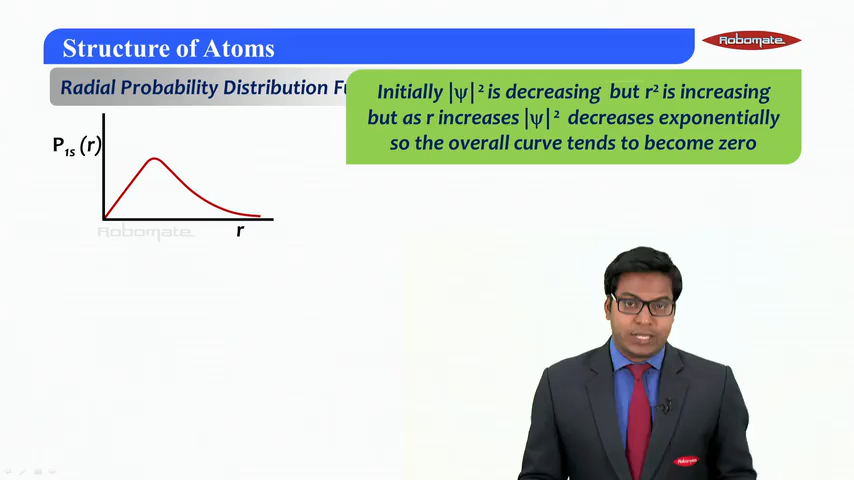 Structure of Atoms
Robomate
Radial Probability Distribution Fu
Initially |ψ|² is decreasing but r² is increasing
but as r increases |ψ|² decreases exponentially
so the overall curve tends to become zero
P₁ₛ (r)
Robomate
r
Robomate